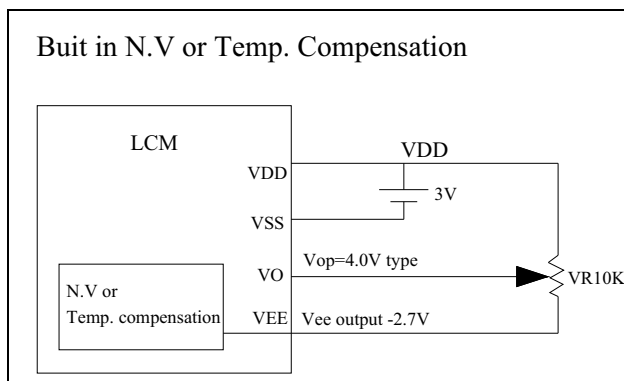 Buit in N.V or Temp. Compensation
LCM
VDD
VDD
3V
VSS
VO
Vop=4.0V type
VR10K
N.V or
Temp. compensation
VEE
Vee output -2.7V